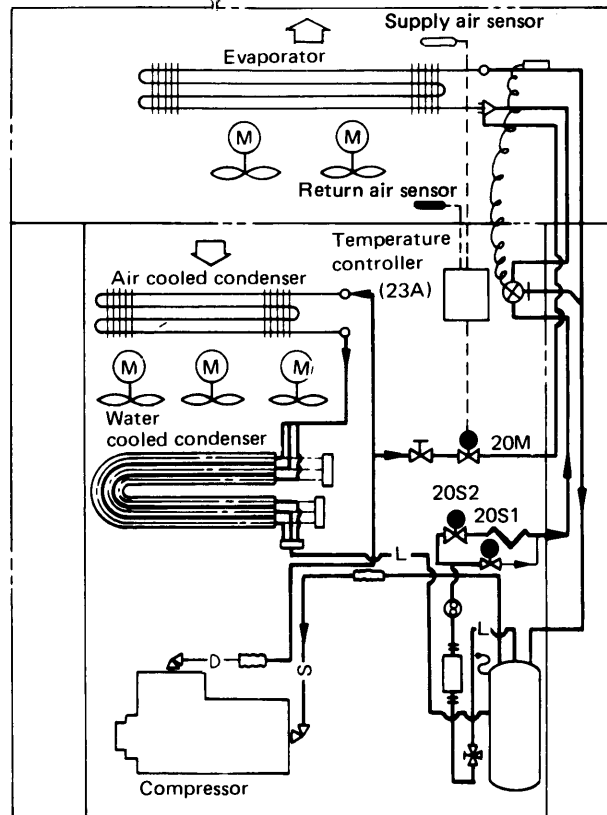 Supply air sensor
Evaporator
M
M
Return air sensor
Temperature
controller
(23A)
Air cooled condenser
M
M
M
Water
cooled condenser
20M
20S2
20S1
L
L
D
S
Compressor